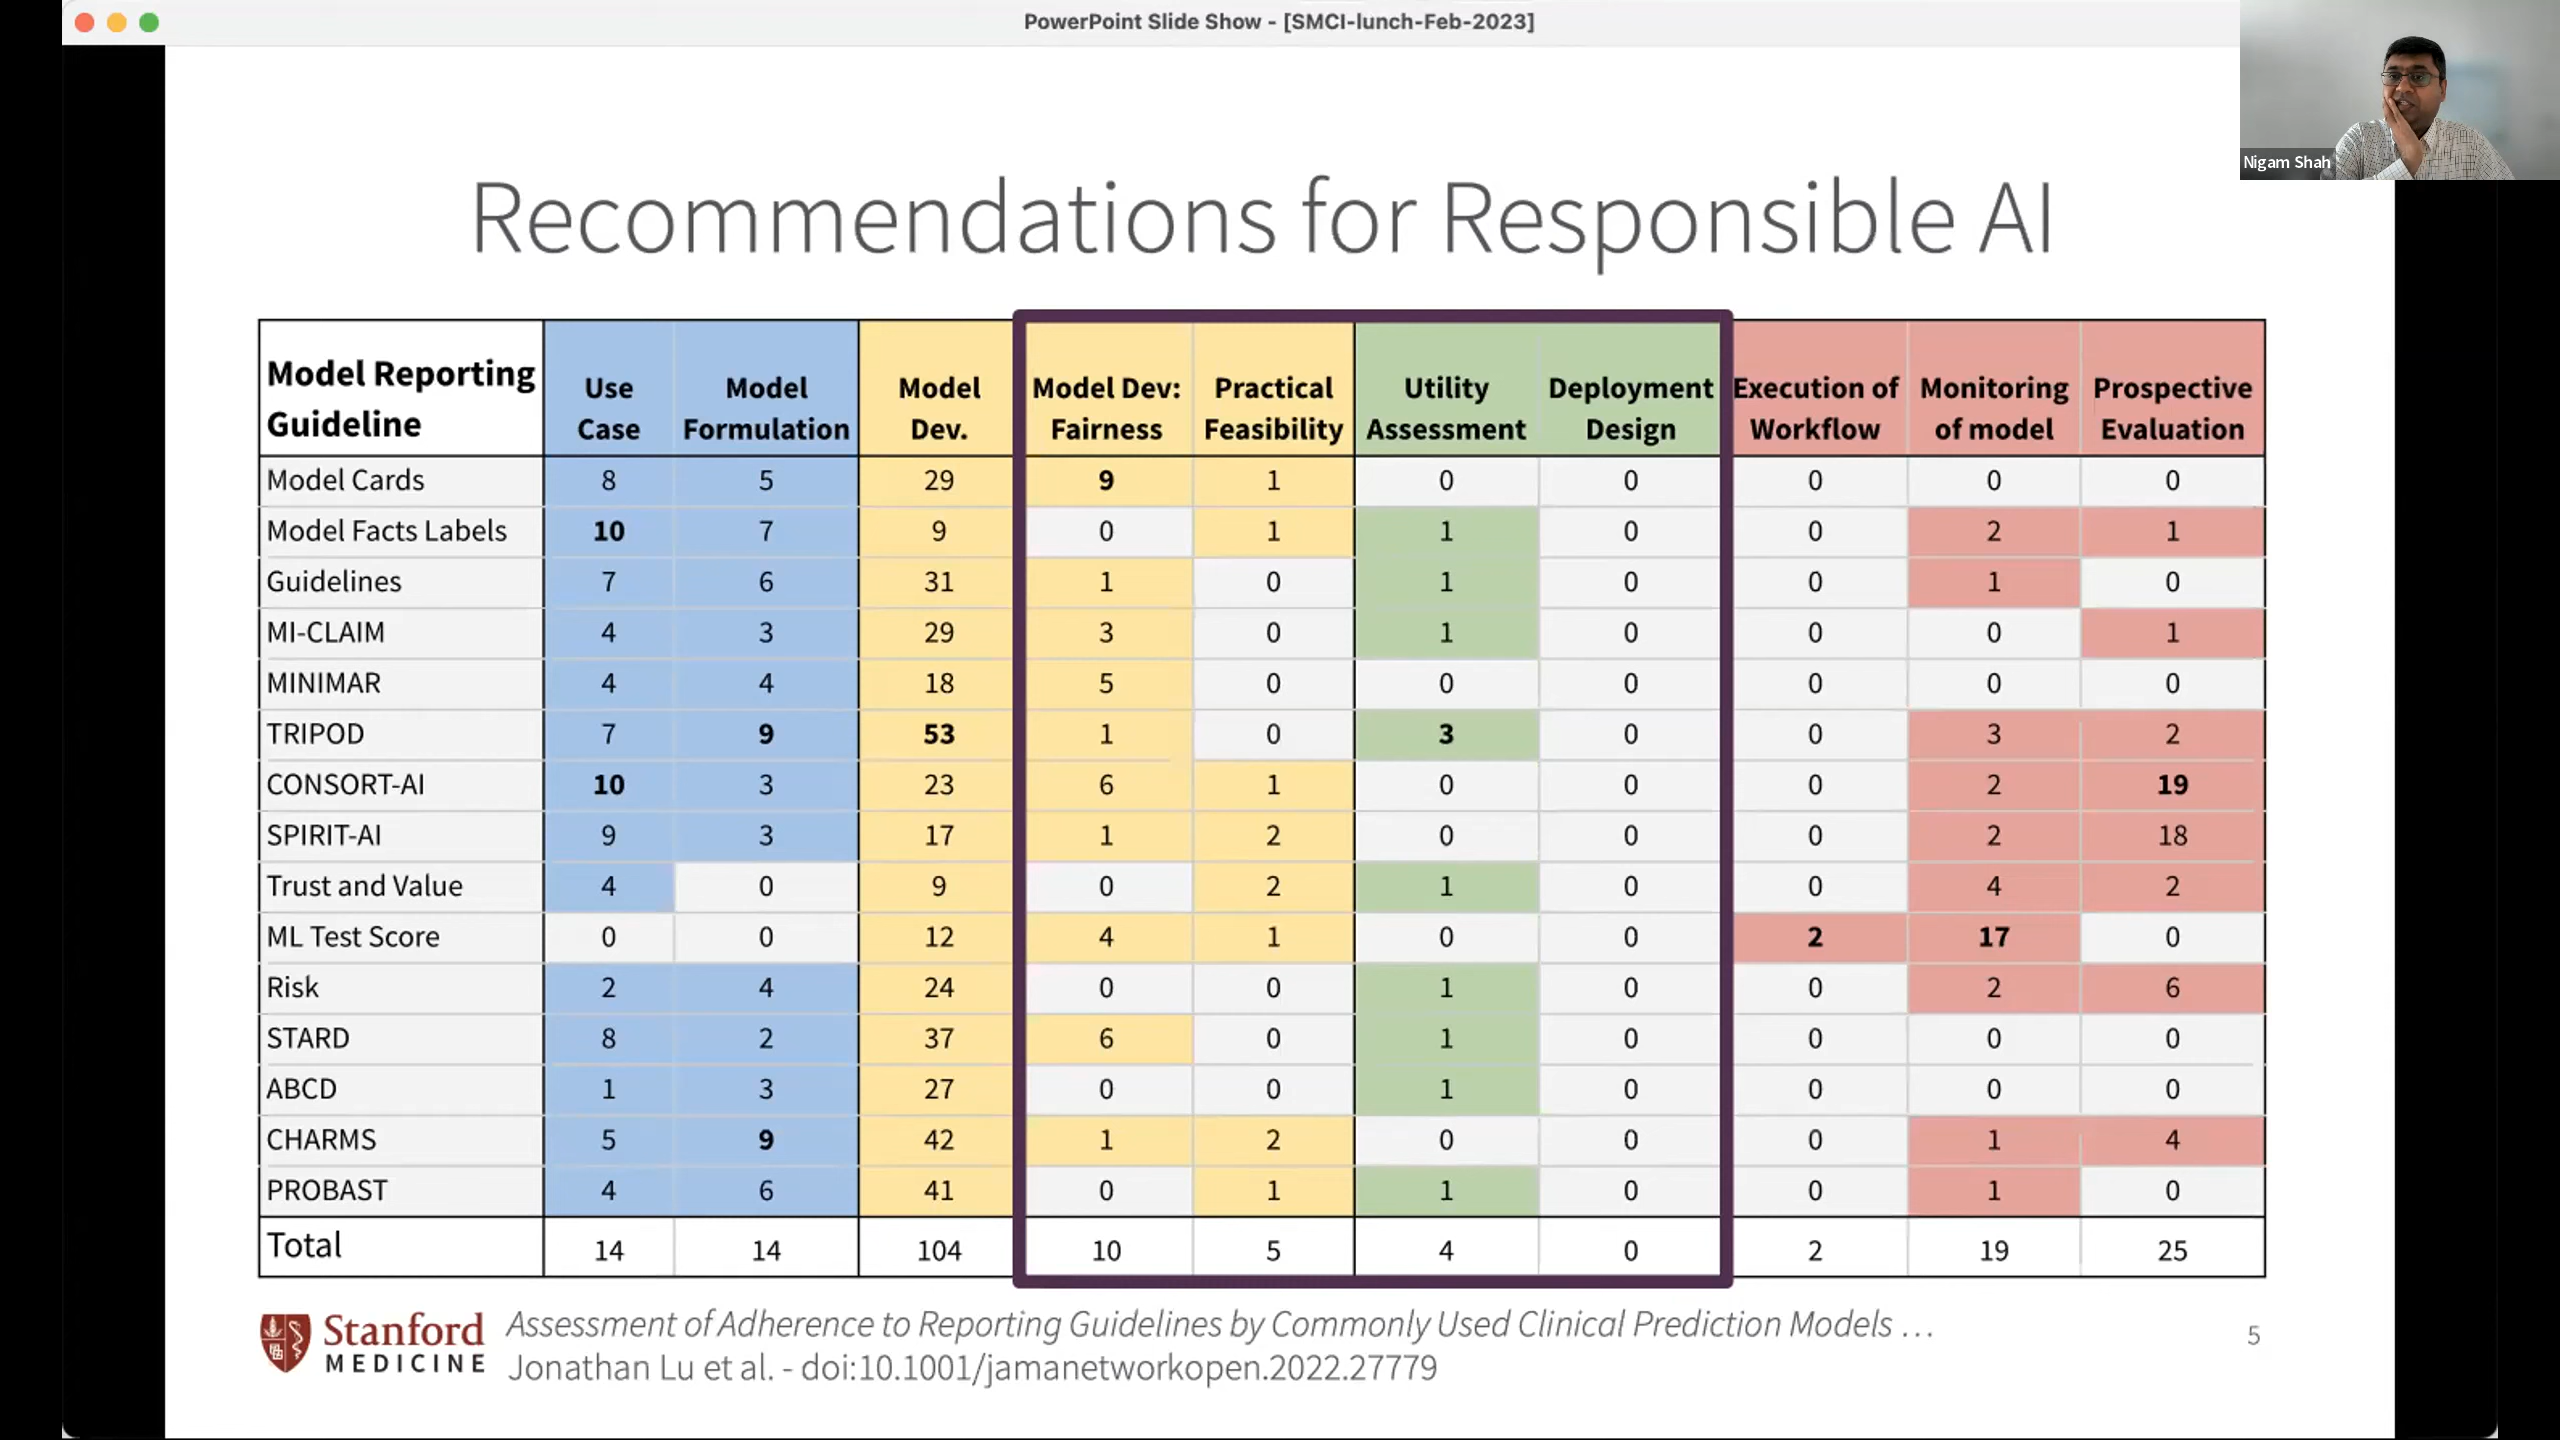 PowerPoint Slide Show - [SMCI-lunch-Feb-2023]
Nigam Shah
Recommendations for Responsible AI
Model Reporting Guideline | Use Case | Model Formulation | Model Dev. | Model Dev: Fairness | Practical Feasibility | Utility Assessment | Deployment Design | Execution of Workflow | Monitoring of model | Prospective Evaluation
Model Cards 8 5 29 9 1 0 0 0 0 0
Model Facts Labels 10 7 9 0 1 1 0 0 2 1
Guidelines 7 6 31 1 0 1 0 0 1 0
MI-CLAIM 4 3 29 3 0 1 0 0 0 1
MINIMAR 4 4 18 5 0 0 0 0 0 0
TRIPOD 7 9 53 1 0 3 0 0 3 2
CONSORT-AI 10 3 23 6 1 0 0 0 2 19
SPIRIT-AI 9 3 17 1 2 0 0 0 2 18
Trust and Value 4 0 9 0 2 1 0 0 4 2
ML Test Score 0 0 12 4 1 0 0 2 17 0
Risk 2 4 24 0 0 1 0 0 2 6
STARD 8 2 37 6 0 1 0 0 0 0
ABCD 1 3 27 0 0 1 0 0 0 0
CHARMS 5 9 42 1 2 0 0 0 1 4
PROBAST 4 6 41 0 1 1 0 0 1 0
Total 14 14 104 10 5 4 0 2 19 25
Stanford
MEDICINE
Assessment of Adherence to Reporting Guidelines by Commonly Used Clinical Prediction Models …
Jonathan Lu et al. - doi:10.1001/jamanetworkopen.2022.27779
5